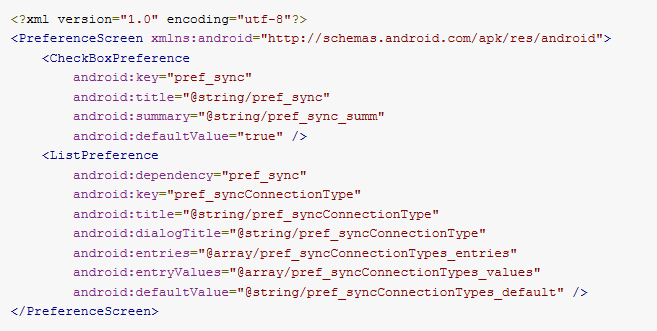 <?xml version="1.0" encoding="utf-8"?>
<PreferenceScreen xmlns:android="http://schemas.android.com/apk/res/android">
    <CheckBoxPreference
        android:key="pref_sync"
        android:title="@string/pref_sync"
        android:summary="@string/pref_sync_summ"
        android:defaultValue="true" />
    <ListPreference
        android:dependency="pref_sync"
        android:key="pref_syncConnectionType"
        android:title="@string/pref_syncConnectionType"
        android:dialogTitle="@string/pref_syncConnectionType"
        android:entries="@array/pref_syncConnectionTypes_entries"
        android:entryValues="@array/pref_syncConnectionTypes_values"
        android:defaultValue="@string/pref_syncConnectionTypes_default" />
</PreferenceScreen>